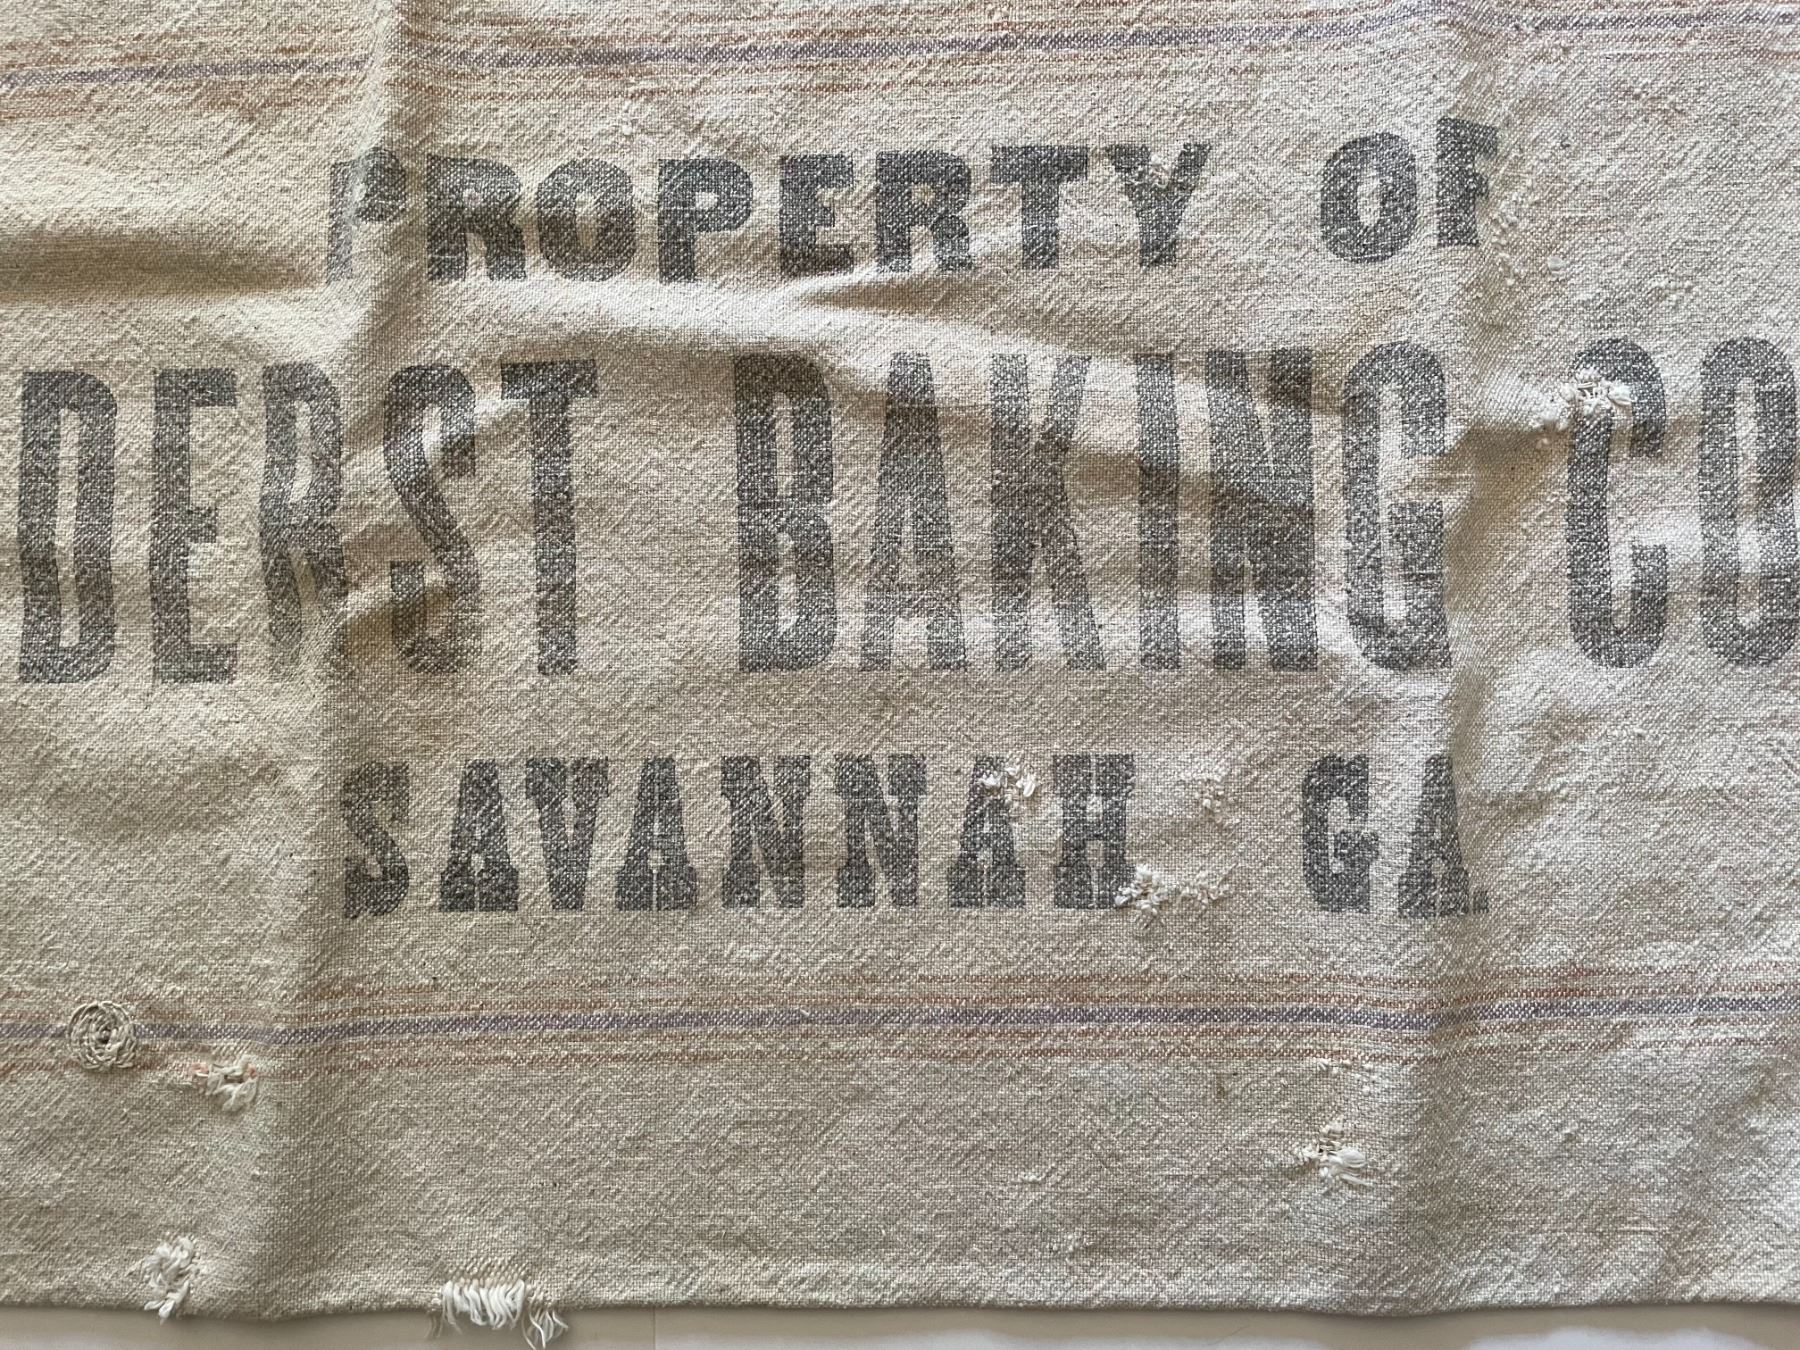 PROPERTY OF
DERST BAKING CO
SAVANNAH GA.